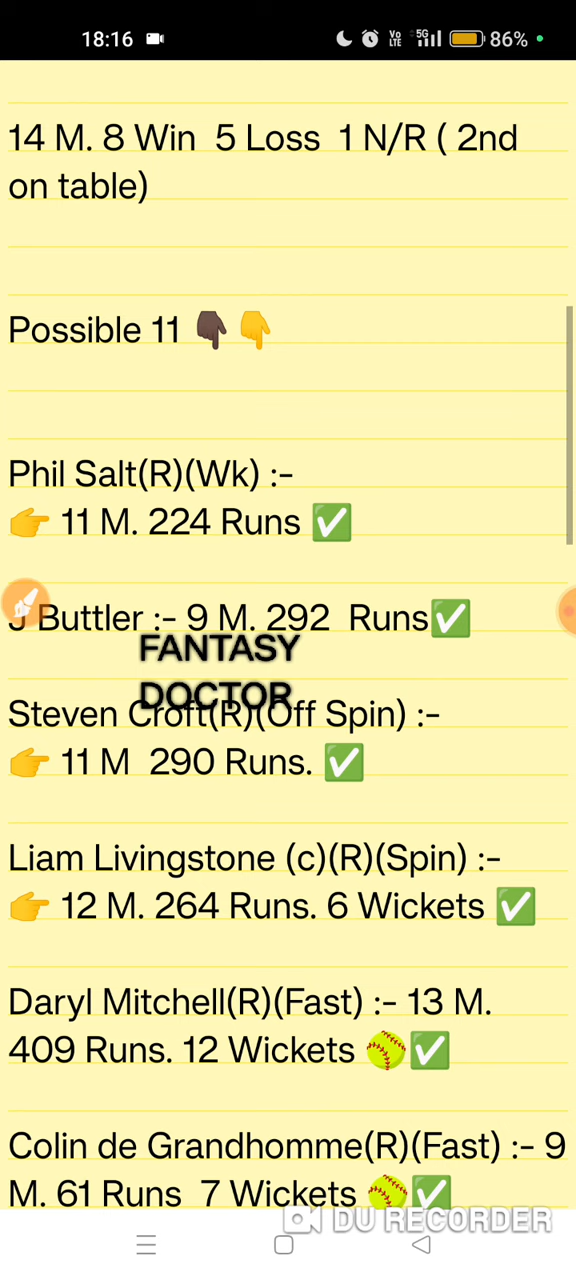 18:16 Vo LTE 5G 86%
14 M. 8 Win 5 Loss 1 N/R ( 2nd
on table)
Possible 11 👇🏿👇
Phil Salt(R)(Wk) :-
👉 11 M. 224 Runs ✅
J Buttler :- 9 M. 292 Runs✅
FANTASY
DOCTOR
Steven Croft(R)(Off Spin) :-
👉 11 M 290 Runs. ✅
Liam Livingstone (c)(R)(Spin) :-
👉 12 M. 264 Runs. 6 Wickets ✅
Daryl Mitchell(R)(Fast) :- 13 M.
409 Runs. 12 Wickets 🥎✅
Colin de Grandhomme(R)(Fast) :- 9
M. 61 Runs 7 Wickets 🥎✅
DU RECORDER